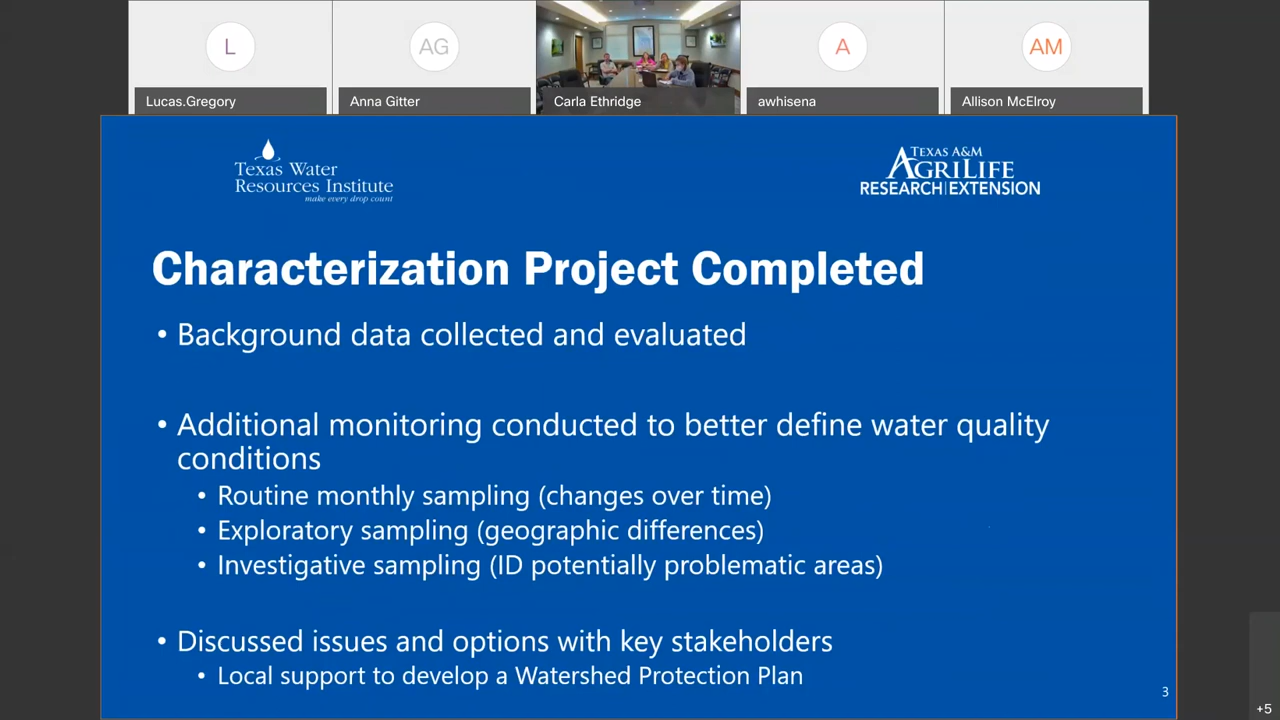 L
AG
A
AM
Lucas.Gregory
Anna Gitter
Carla Ethridge
awhisena
Allison McElroy
Texas Water
Resources Institute
make every drop count
TEXAS A&M
AGRILIFE
RESEARCH | EXTENSION
Characterization Project Completed
• Background data collected and evaluated
• Additional monitoring conducted to better define water quality
conditions
• Routine monthly sampling (changes over time)
• Exploratory sampling (geographic differences)
• Investigative sampling (ID potentially problematic areas)
• Discussed issues and options with key stakeholders
• Local support to develop a Watershed Protection Plan
3
+5